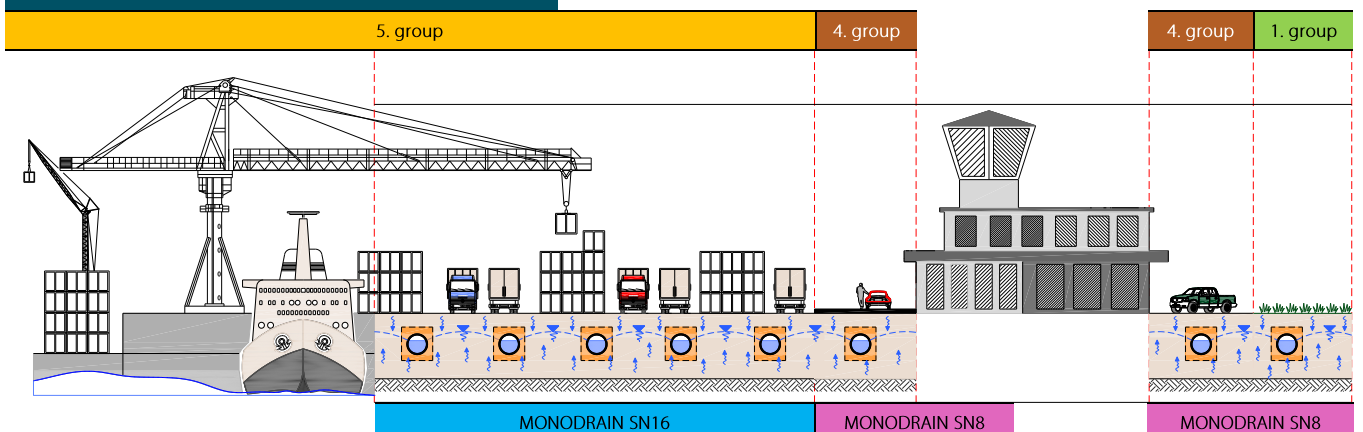 5. group
4. group
4. group
1. group
MONODRAIN SN16
MONODRAIN SN8
MONODRAIN SN8